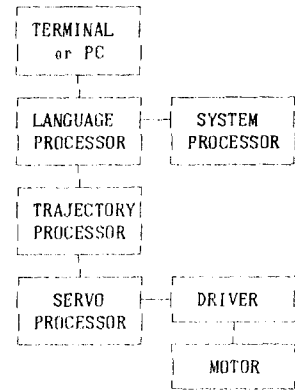 TERMINAL
or PC
LANGUAGE
PROCESSOR
SYSTEM
PROCESSOR
TRAJECTORY
PROCESSOR
SERVO
PROCESSOR
DRIVER
MOTOR